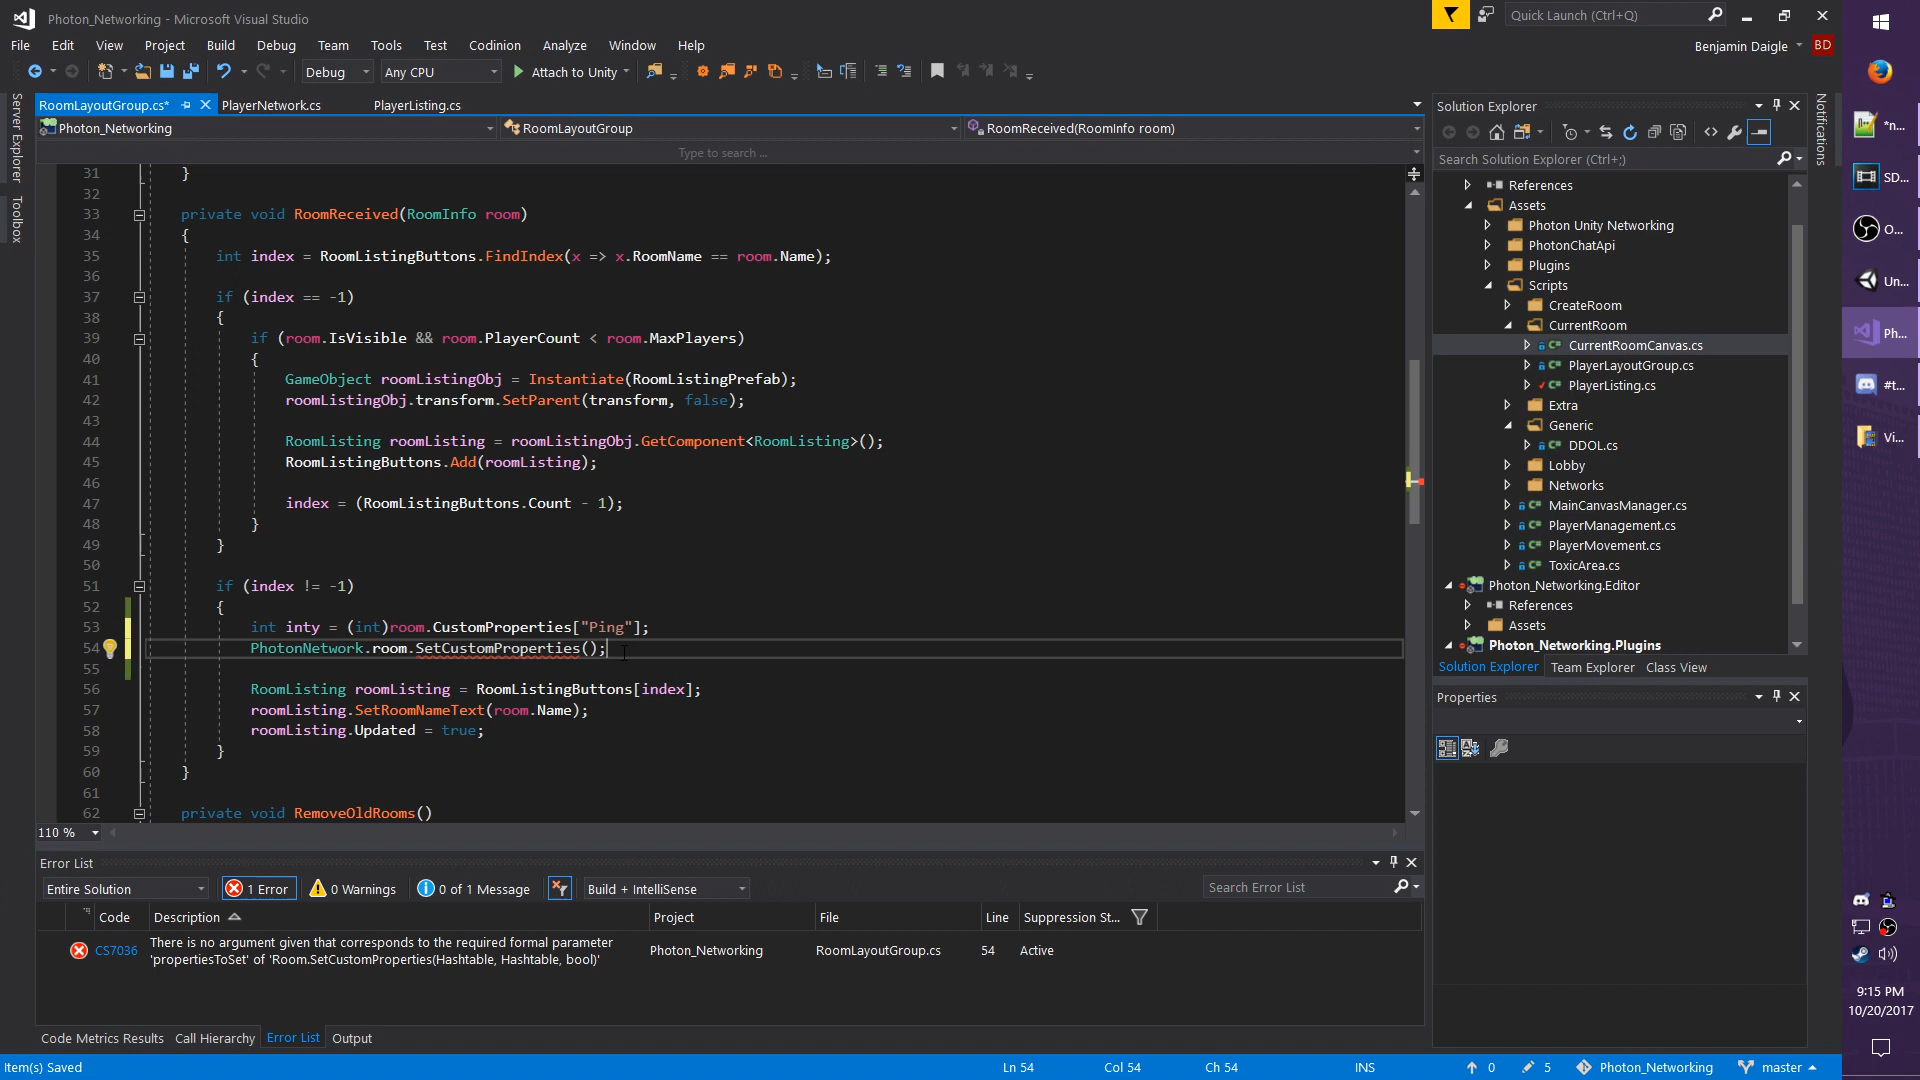 Photon_Networking - Microsoft Visual Studio
Quick Launch (Ctrl+Q)
File Edit View Project Build Debug Team Tools Test Codinion Analyze Window Help
Benjamin Daigle BD
Debug Any CPU Attach to Unity
Server Explorer
Toolbox
RoomLayoutGroup.cs* PlayerNetwork.cs PlayerListing.cs
Photon_Networking RoomLayoutGroup RoomReceived(RoomInfo room)
Type to search ...
31 }
32
33 private void RoomReceived(RoomInfo room)
34 {
35 int index = RoomListingButtons.FindIndex(x => x.RoomName == room.Name);
36
37 if (index == -1)
38 {
39 if (room.IsVisible && room.PlayerCount < room.MaxPlayers)
40 {
41 GameObject roomListingObj = Instantiate(RoomListingPrefab);
42 roomListingObj.transform.SetParent(transform, false);
43
44 RoomListing roomListing = roomListingObj.GetComponent<RoomListing>();
45 RoomListingButtons.Add(roomListing);
46
47 index = (RoomListingButtons.Count - 1);
48 }
49 }
50
51 if (index != -1)
52 {
53 int inty = (int)room.CustomProperties["Ping"];
54 PhotonNetwork.room.SetCustomProperties();
55
56 RoomListing roomListing = RoomListingButtons[index];
57 roomListing.SetRoomNameText(room.Name);
58 roomListing.Updated = true;
59 }
60 }
61
62 private void RemoveOldRooms()
110 %
Error List
Entire Solution 1 Error 0 Warnings 0 of 1 Message Build + IntelliSense Search Error List
Code Description Project File Line Suppression St...
CS7036 There is no argument given that corresponds to the required formal parameter 'propertiesToSet' of 'Room.SetCustomProperties(Hashtable, Hashtable, bool)' Photon_Networking RoomLayoutGroup.cs 54 Active
Code Metrics Results Call Hierarchy Error List Output
Item(s) Saved Ln 54 Col 54 Ch 54 INS 0 5 Photon_Networking master
Solution Explorer
Search Solution Explorer (Ctrl+;)
References
Assets
Photon Unity Networking
PhotonChatApi
Plugins
Scripts
CreateRoom
CurrentRoom
CurrentRoomCanvas.cs
PlayerLayoutGroup.cs
PlayerListing.cs
Extra
Generic
DDOL.cs
Lobby
Networks
MainCanvasManager.cs
PlayerManagement.cs
PlayerMovement.cs
ToxicArea.cs
Photon_Networking.Editor
References
Assets
Photon_Networking.Plugins
Solution Explorer Team Explorer Class View
Properties
Notifications
*n...
SD...
O...
Un...
Ph...
#t...
Vi...
9:15 PM
10/20/2017